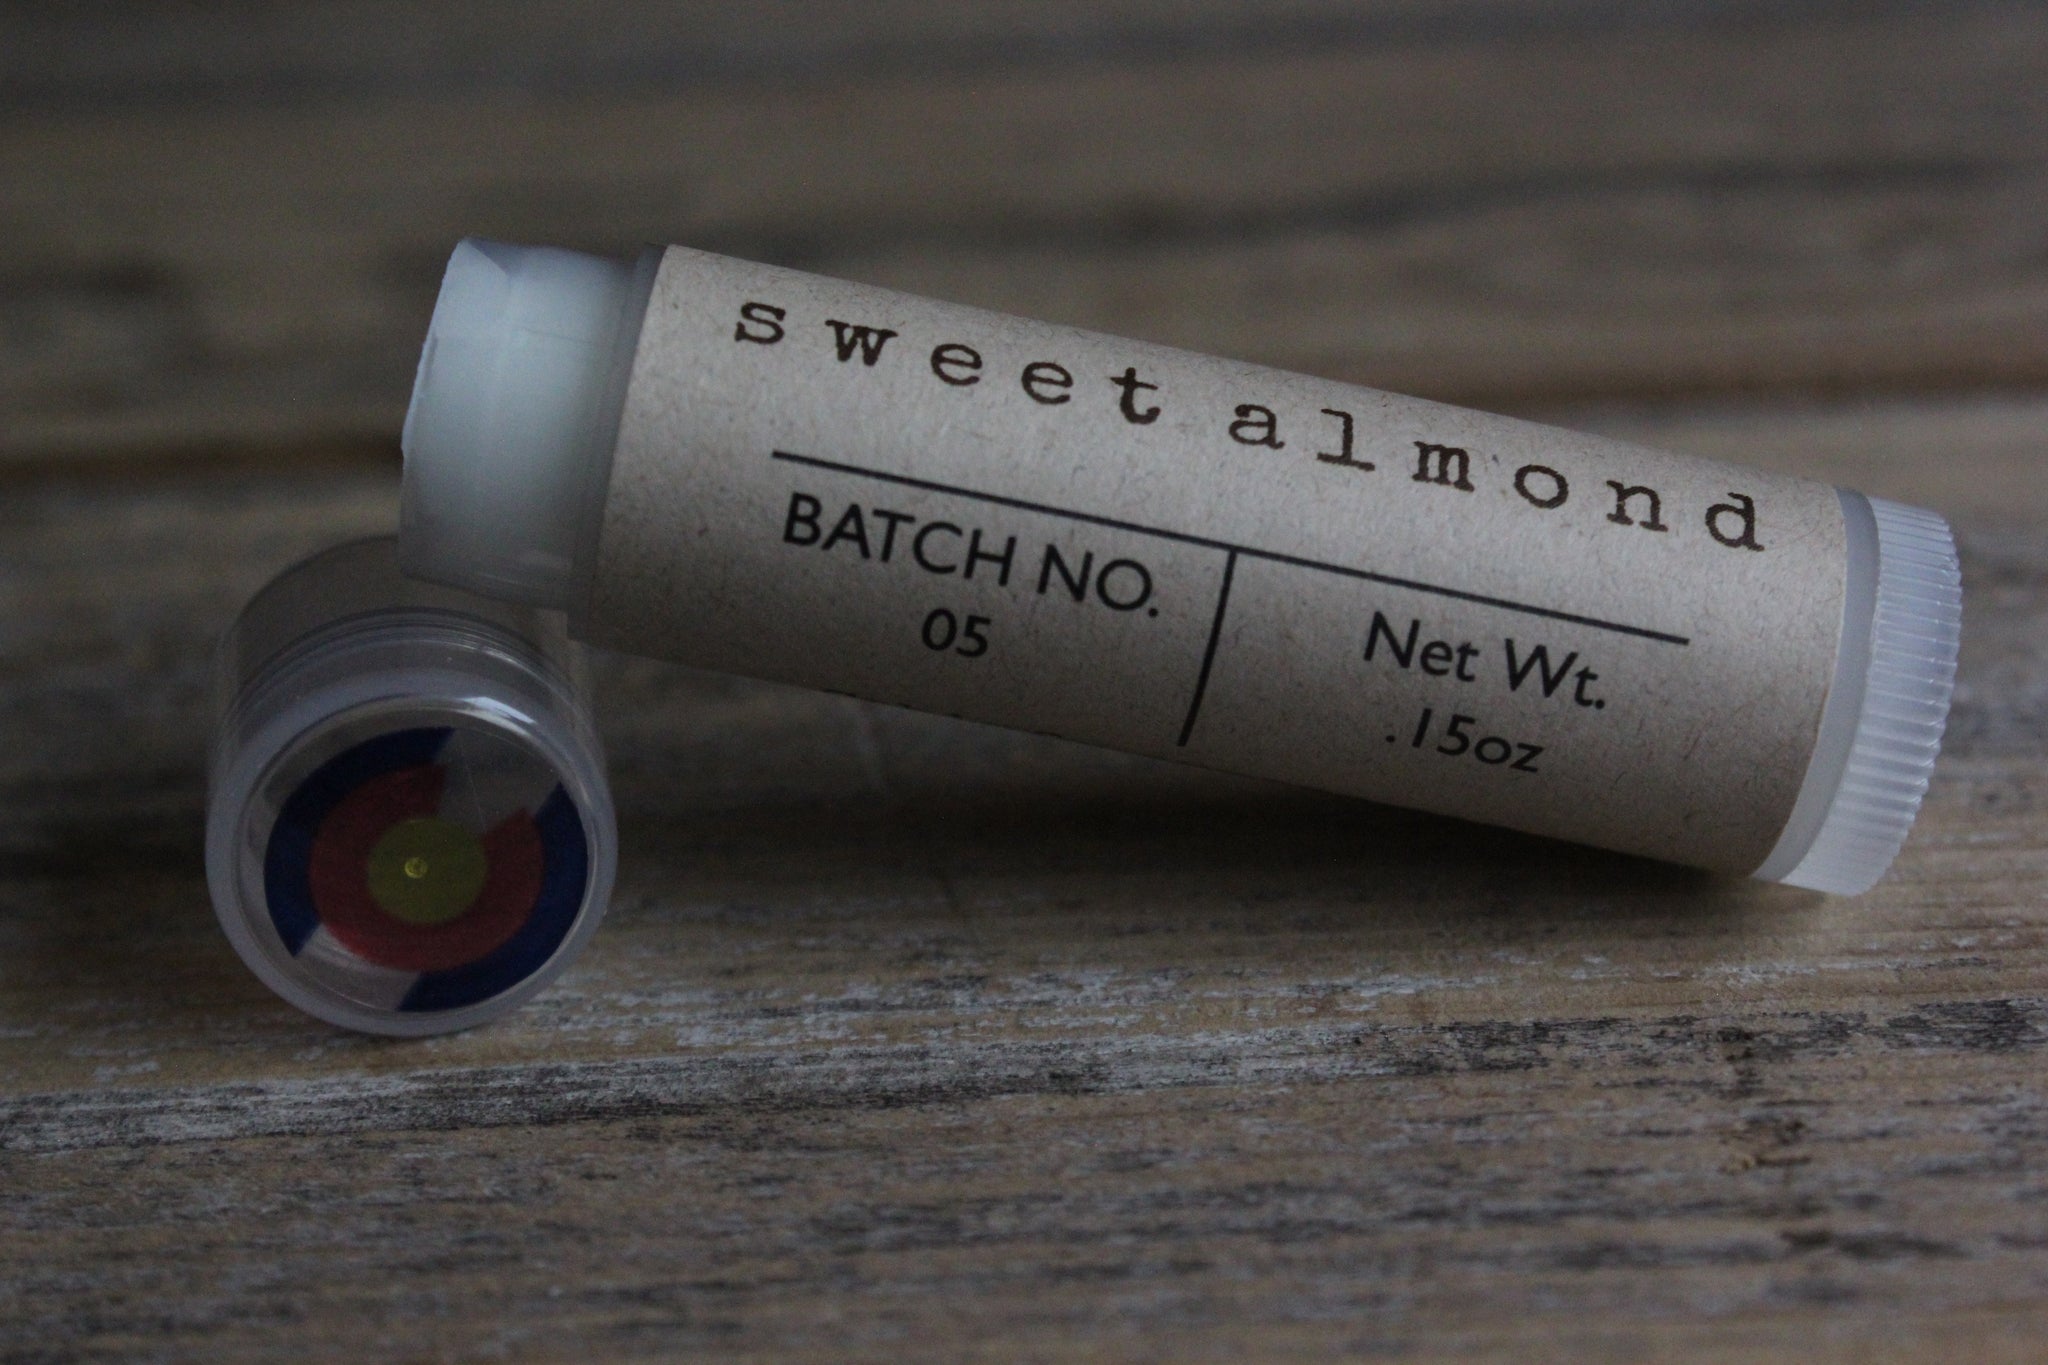 sweet almond
BATCH NO.
05
Net Wt.
.15oz